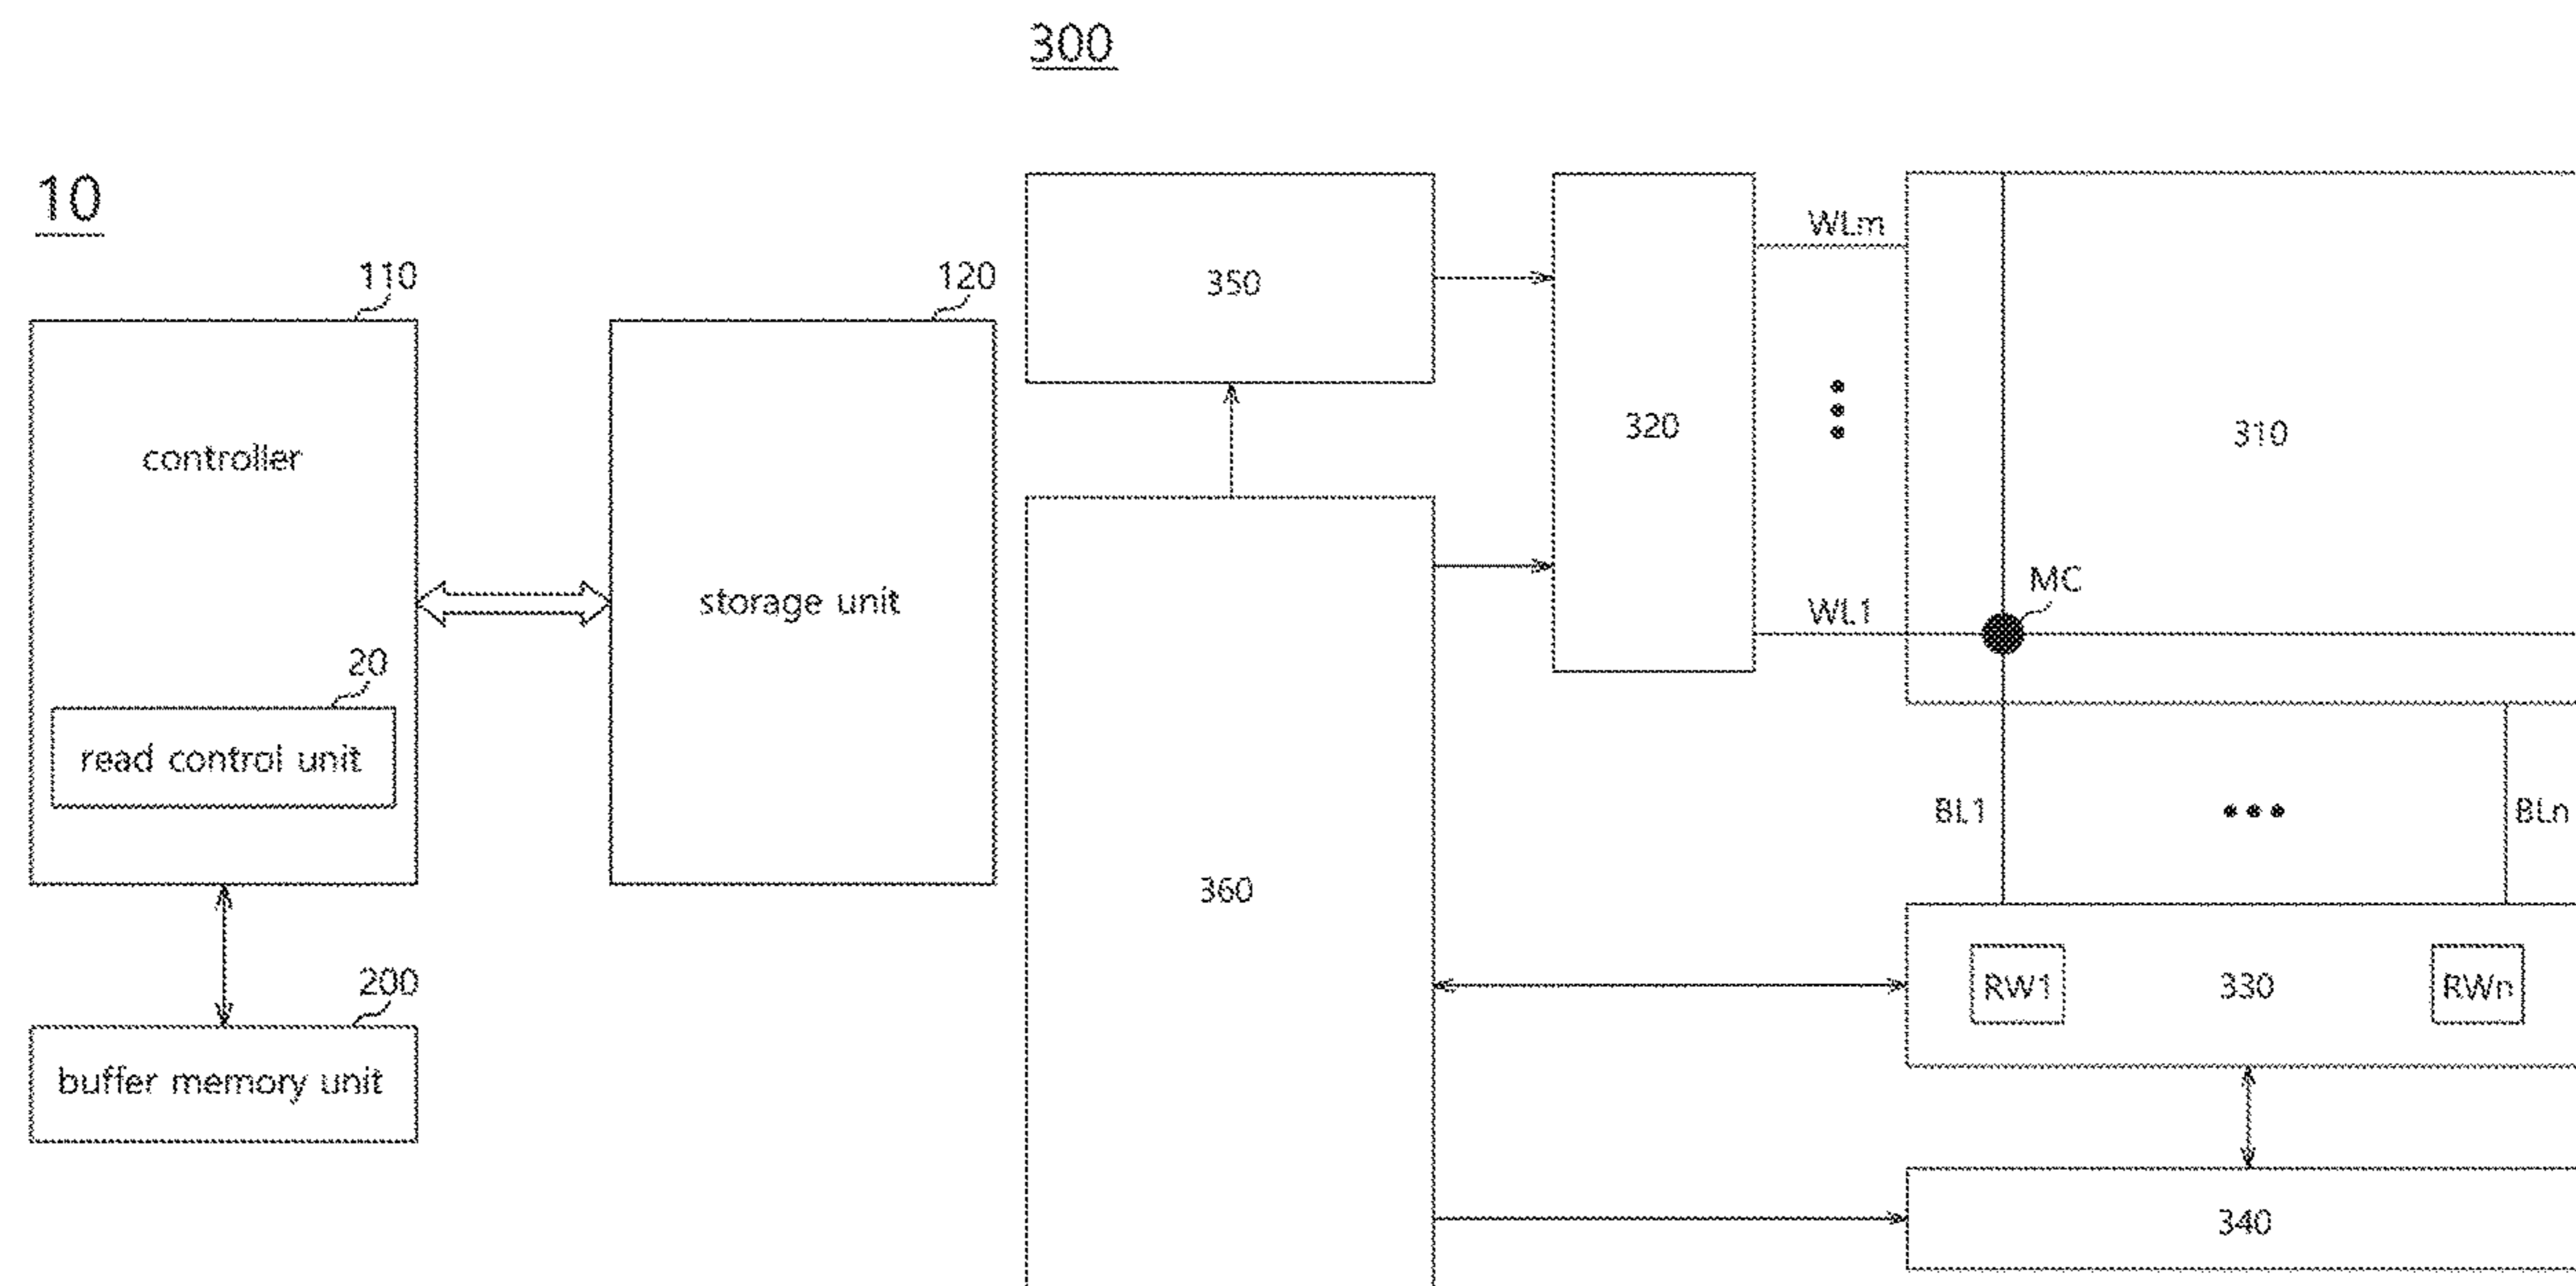 10
110
120
controller
storage unit
20
read control unit
200
buffer memory unit
300
350
320
WLm
310
WL1
MC
360
BL1
BLn
RW1
330
RWn
340